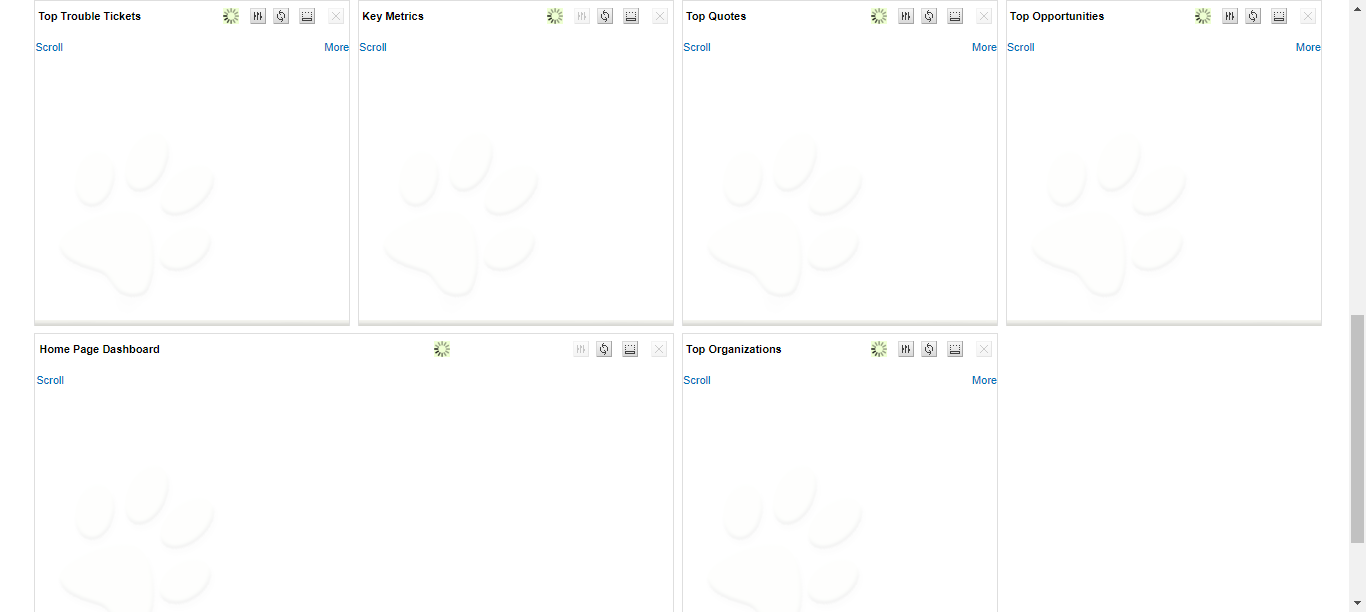 Top Trouble Tickets
Scroll More
Key Metrics
Scroll
Top Quotes
Scroll More
Top Opportunities
Scroll More
Home Page Dashboard
Scroll
Top Organizations
Scroll More